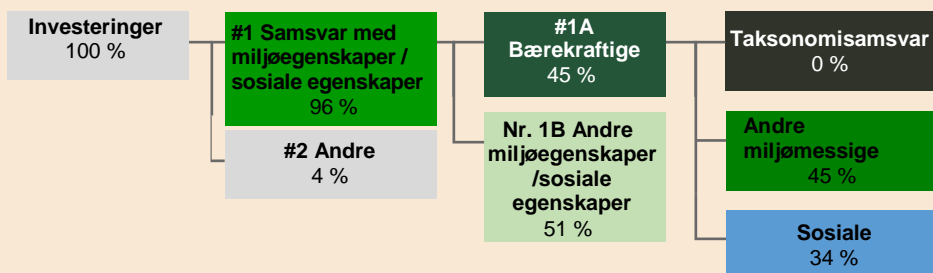 Investeringer
100 %
#1 Samsvar med
miljøegenskaper /
sosiale egenskaper
96 %
#2 Andre
4 %
#1A
Bærekraftige
45 %
Nr. 1B Andre
miljøegenskaper
/sosiale
egenskaper
51 %
Taksonomisamsvar
0 %
Andre
miljømessige
45 %
Sosiale
34 %